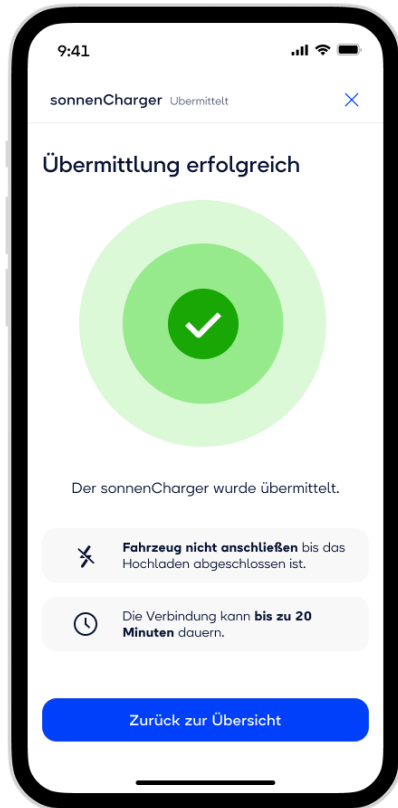 9:41
sonnenCharger Ubermittelt
Übermittlung erfolgreich
Der sonnenCharger wurde übermittelt.
Fahrzeug nicht anschließen bis das
Hochladen abgeschlossen ist.
Die Verbindung kann bis zu 20
Minuten dauern.
Zurück zur Übersicht